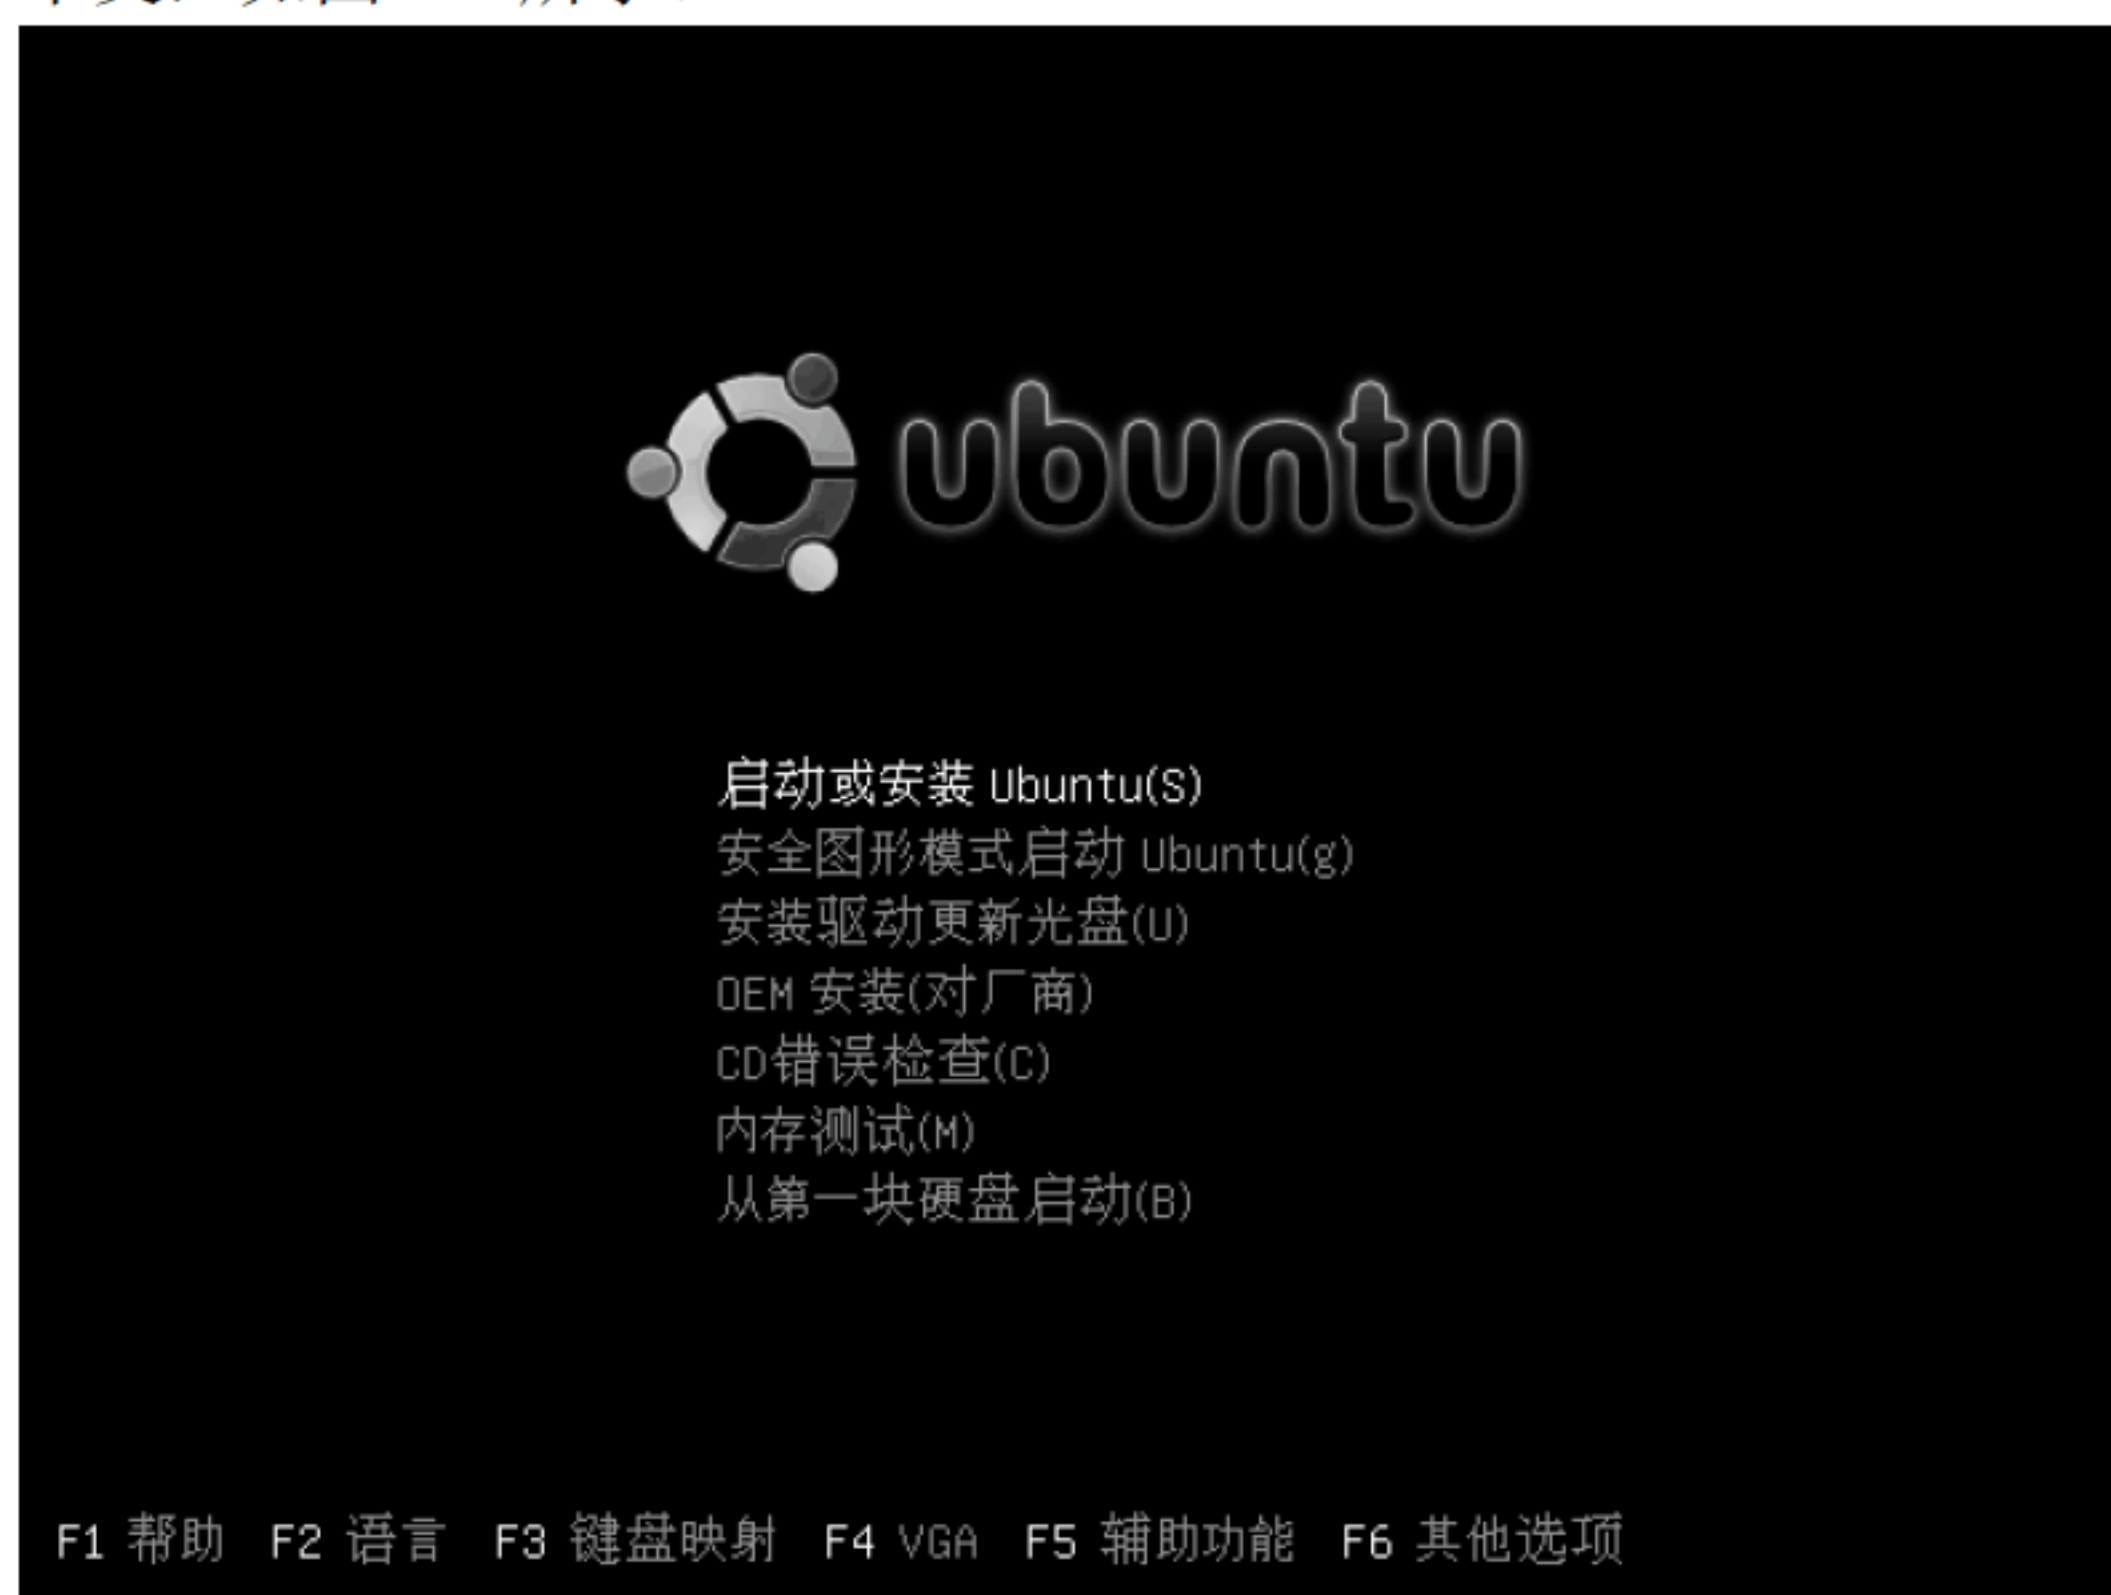 ubuntu
启动或安装 Ubuntu(S)
安全图形模式启动 Ubuntu(g)
安装驱动更新光盘(U)
OEM 安装(对厂商)
CD错误检查(C)
内存测试(M)
从第一块硬盘启动(B)
F1 帮助 F2 语言 F3 键盘映射 F4 VGA F5 辅助功能 F6 其他选项